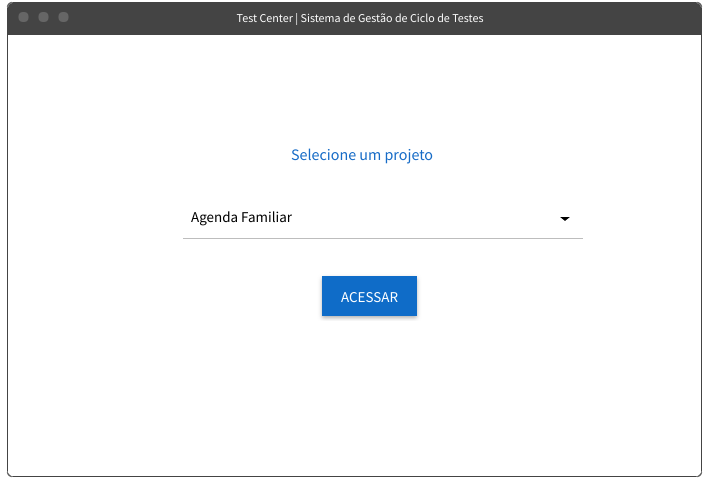 Test Center | Sistema de Gestão de Ciclo de Testes
Selecione um projeto
Agenda Familiar
ACESSAR